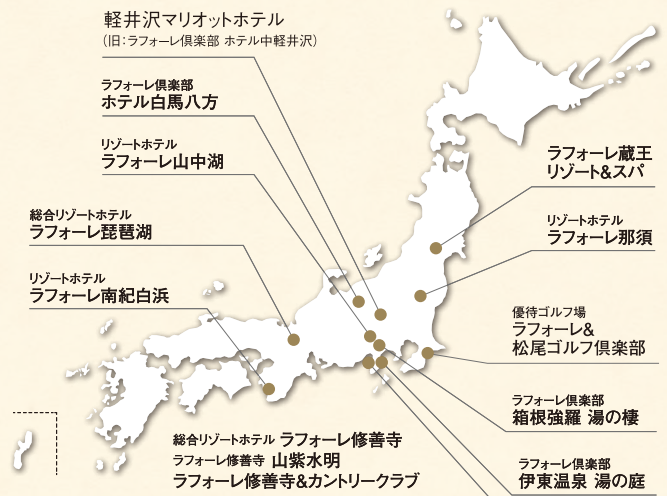 軽井沢マリオットホテル
（旧：ラフォーレ倶楽部 ホテル中軽井沢）
ラフォーレ倶楽部
ホテル白馬八方
リゾートホテル
ラフォーレ山中湖
総合リゾートホテル
ラフォーレ琵琶湖
リゾートホテル
ラフォーレ南紀白浜
ラフォーレ蔵王
リゾート&スパ
リゾートホテル
ラフォーレ那須
優待ゴルフ場
ラフォーレ&
松尾ゴルフ倶楽部
ラフォーレ倶楽部
箱根強羅 湯の棲
ラフォーレ倶楽部
伊東温泉 湯の庭
総合リゾートホテル ラフォーレ修善寺
ラフォーレ修善寺 山紫水明
ラフォーレ修善寺&カントリークラブ